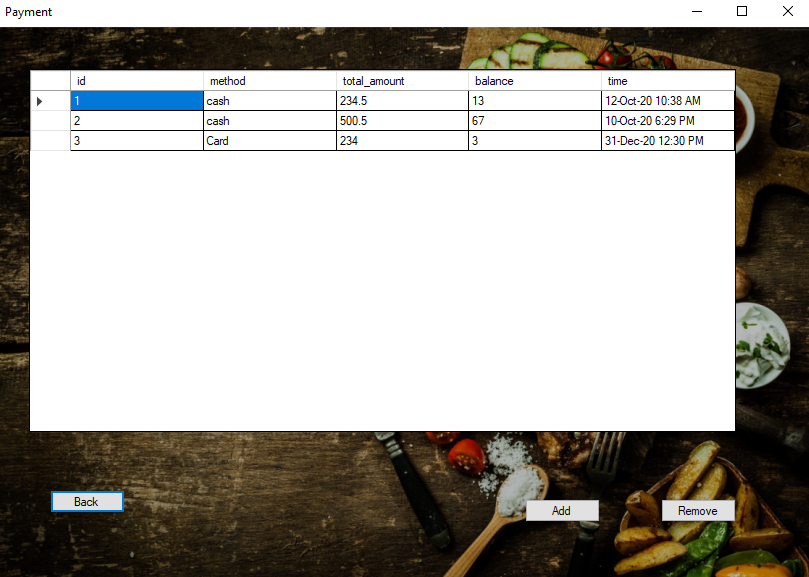 Payment
id method total_amount balance time
1 cash 234.5 13 12-Oct-20 10:38 AM
2 cash 500.5 67 10-Oct-20 6:29 PM
3 Card 234 3 31-Dec-20 12:30 PM
Back
Add Remove